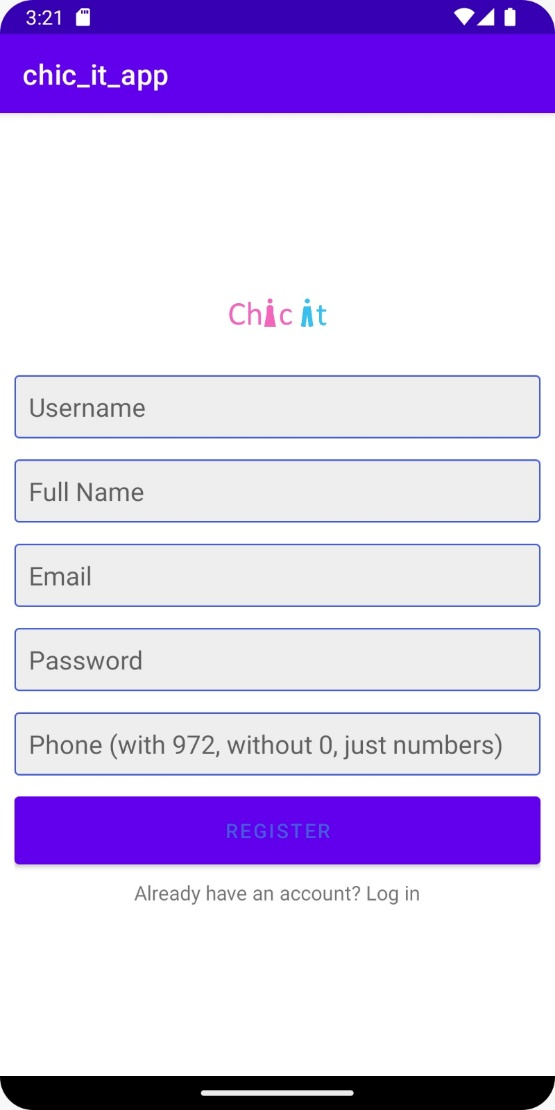 3:21
chic_it_app
Chic it
Username
Full Name
Email
Password
Phone (with 972, without 0, just numbers)
REGISTER
Already have an account? Log in